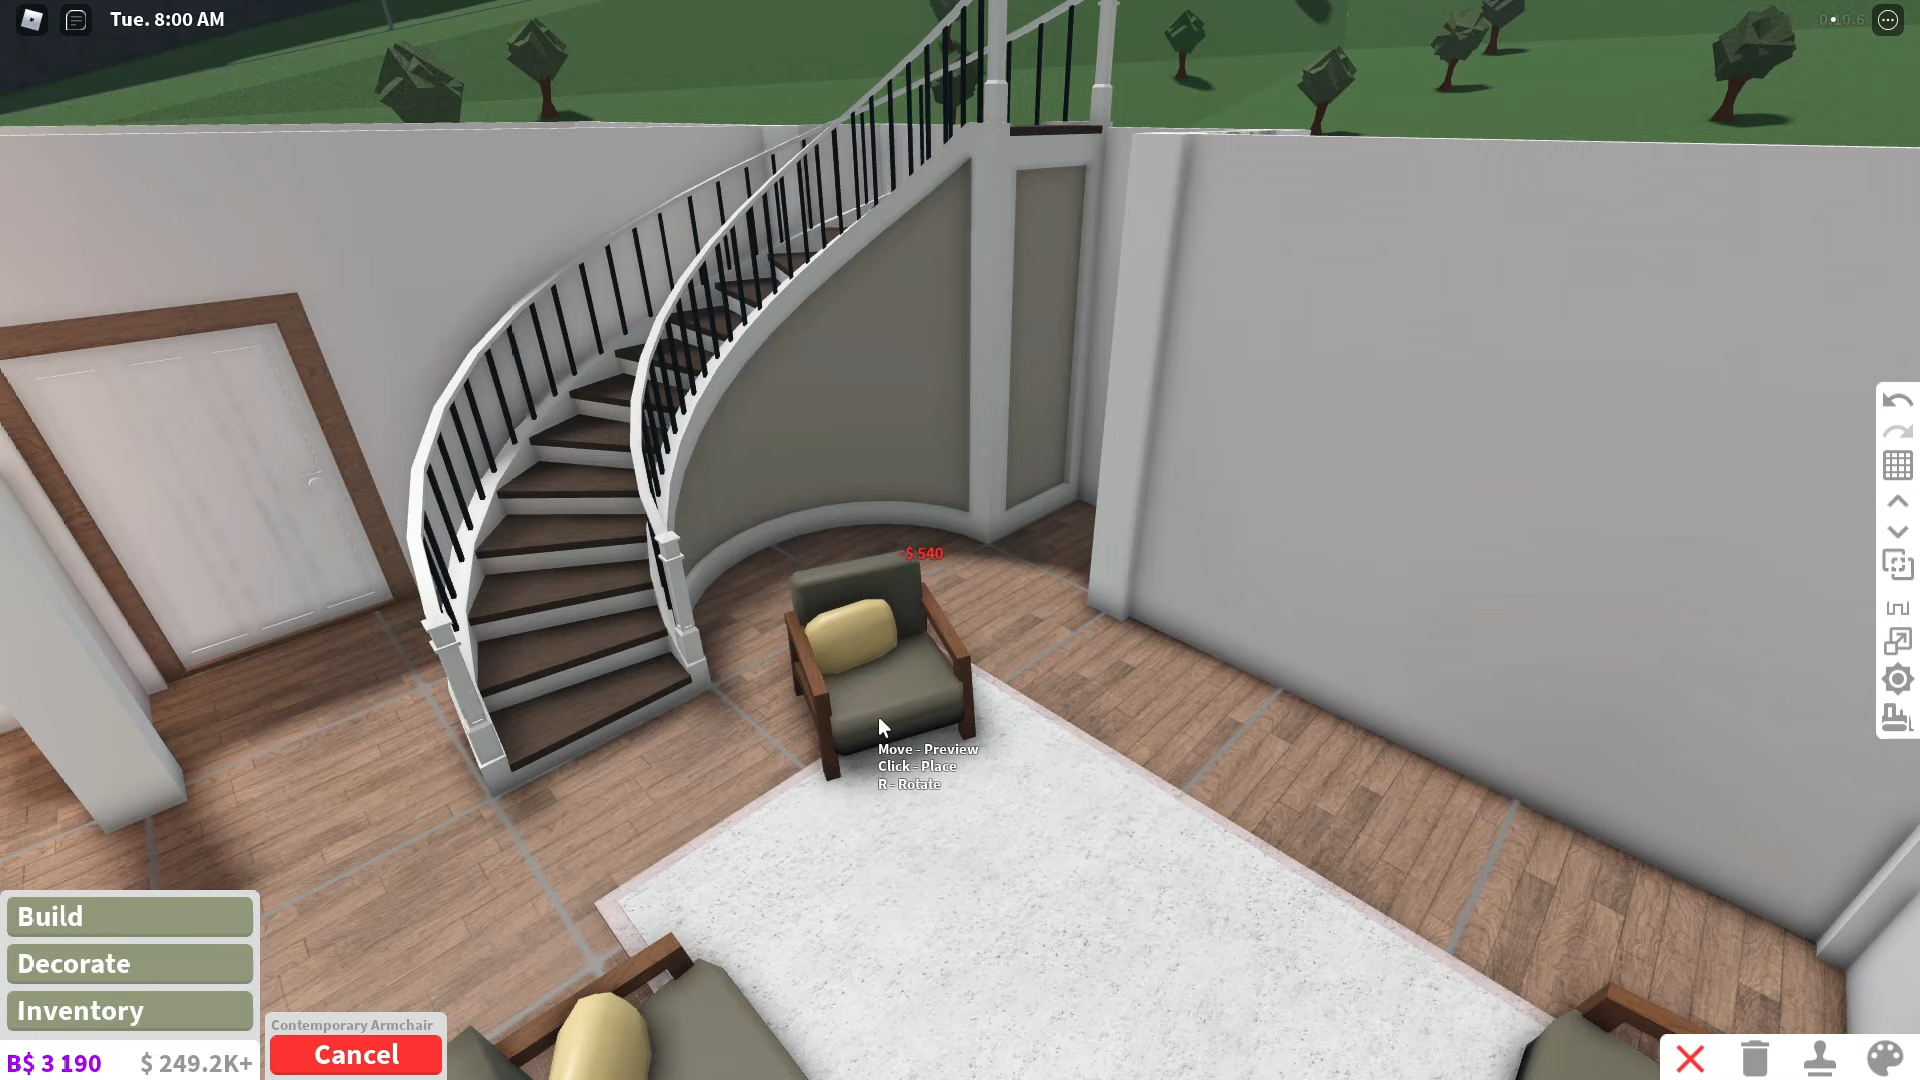 Tue. 8:00 AM
-$ 540
Move - Preview
Click - Place
R - Rotate
Build
Decorate
Inventory
Contemporary Armchair
Cancel
B$ 3 190
$ 249.2K+